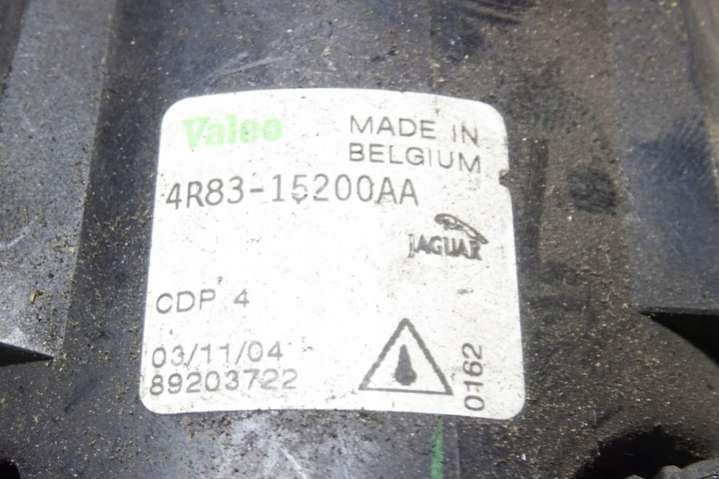 Valeo
MADE IN
BELGIUM
4R83-15200AA
JAGUAR
CDP 4
03/11/04
89203722
0162